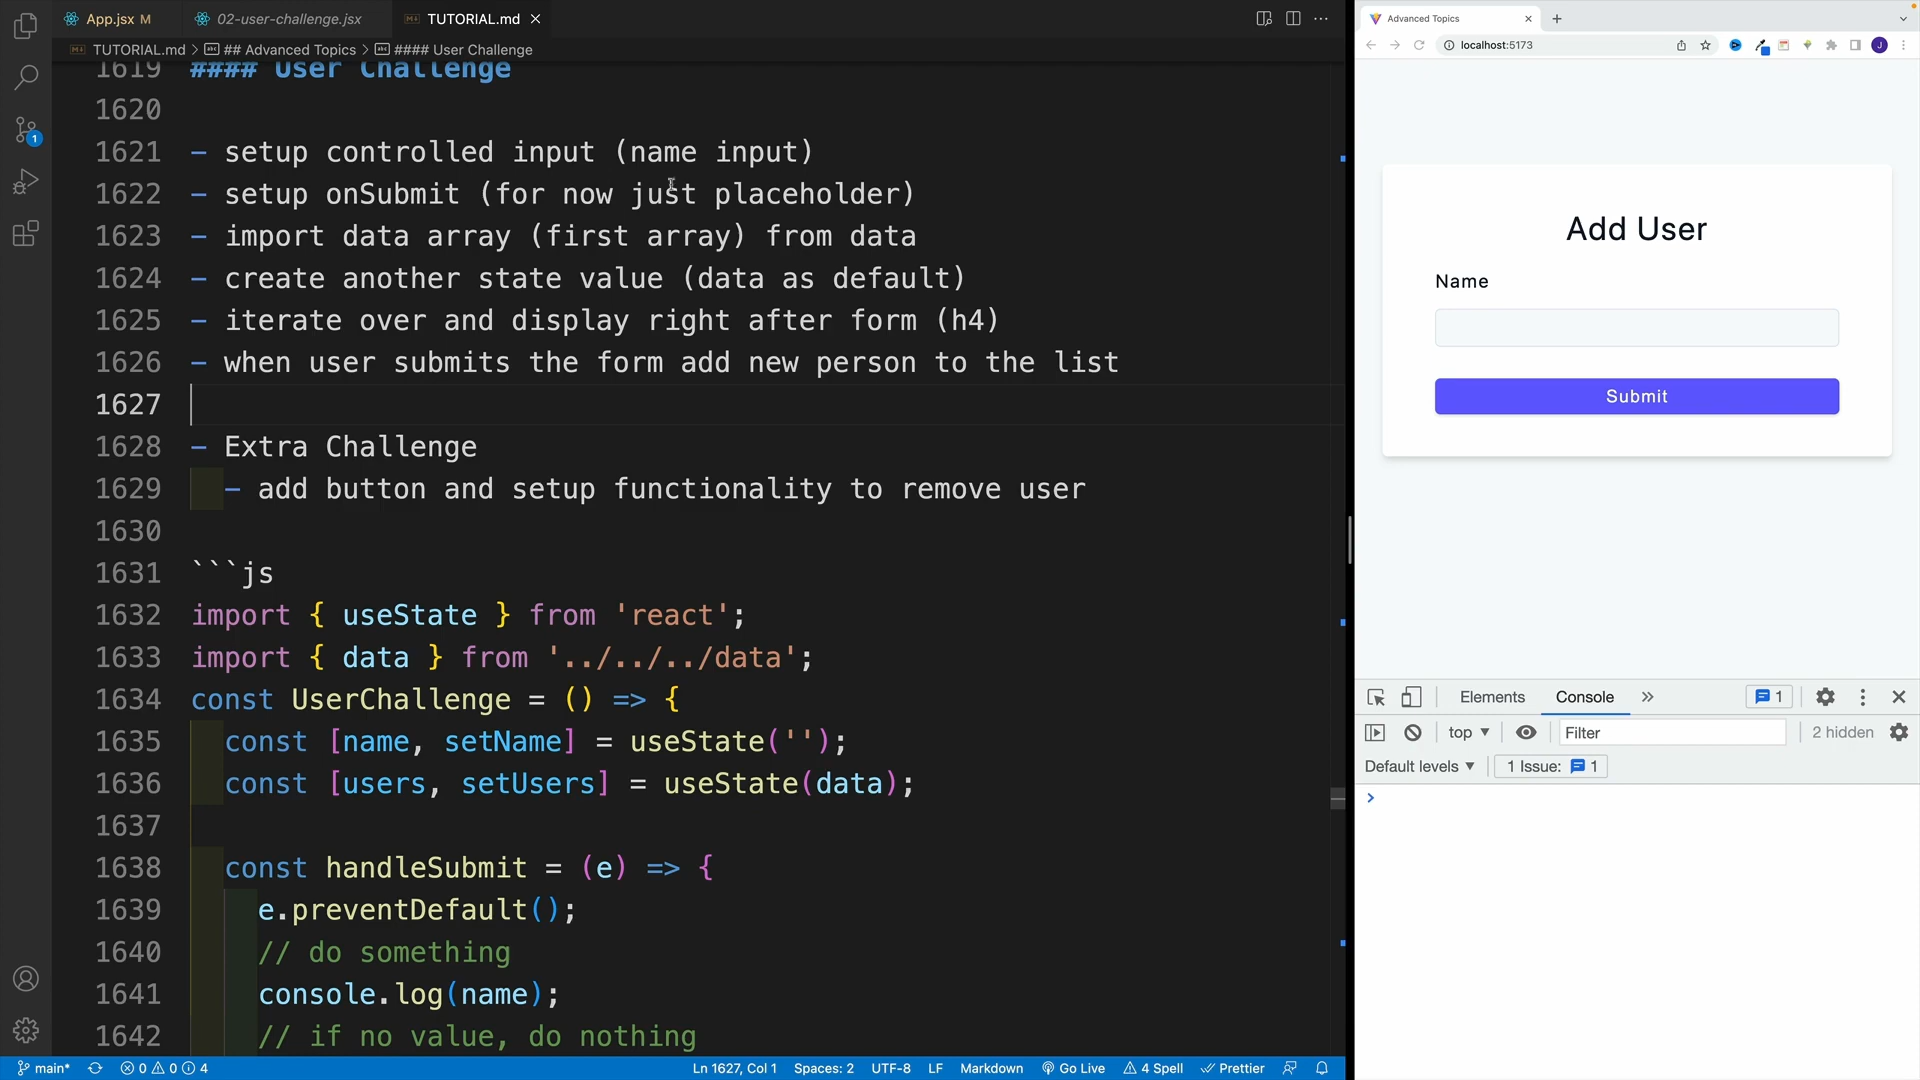 App.jsx M
02-user-challenge.jsx
TUTORIAL.md
TUTORIAL.md > ## Advanced Topics > #### User Challenge
1619 #### User Challenge
1620
1621 - setup controlled input (name input)
1622 - setup onSubmit (for now just placeholder)
1623 - import data array (first array) from data
1624 - create another state value (data as default)
1625 - iterate over and display right after form (h4)
1626 - when user submits the form add new person to the list
1627
1628 - Extra Challenge
1629 - add button and setup functionality to remove user
1630
1631 ```js
1632 import { useState } from 'react';
1633 import { data } from '../../../data';
1634 const UserChallenge = () => {
1635 const [name, setName] = useState('');
1636 const [users, setUsers] = useState(data);
1637
1638 const handleSubmit = (e) => {
1639 e.preventDefault();
1640 // do something
1641 console.log(name);
1642 // if no value, do nothing
1
main*
0 0 4
Ln 1627, Col 1
Spaces: 2
UTF-8
LF
Markdown
Go Live
4 Spell
Prettier
Advanced Topics
localhost:5173
J
Add User
Name
Submit
Elements
Console
1
top
Filter
2 hidden
Default levels
1 Issue: 1